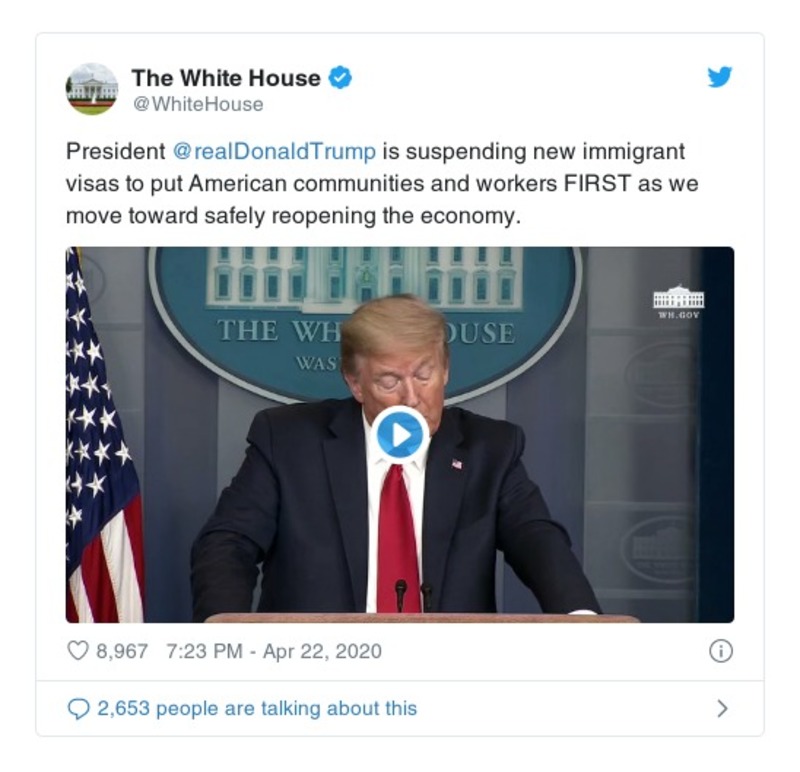 The White House
@WhiteHouse
President @realDonaldTrump is suspending new immigrant
visas to put American communities and workers FIRST as we
move toward safely reopening the economy.
THE WH OUSE
WAS
WH.GOV
8,967 7:23 PM - Apr 22, 2020
2,653 people are talking about this